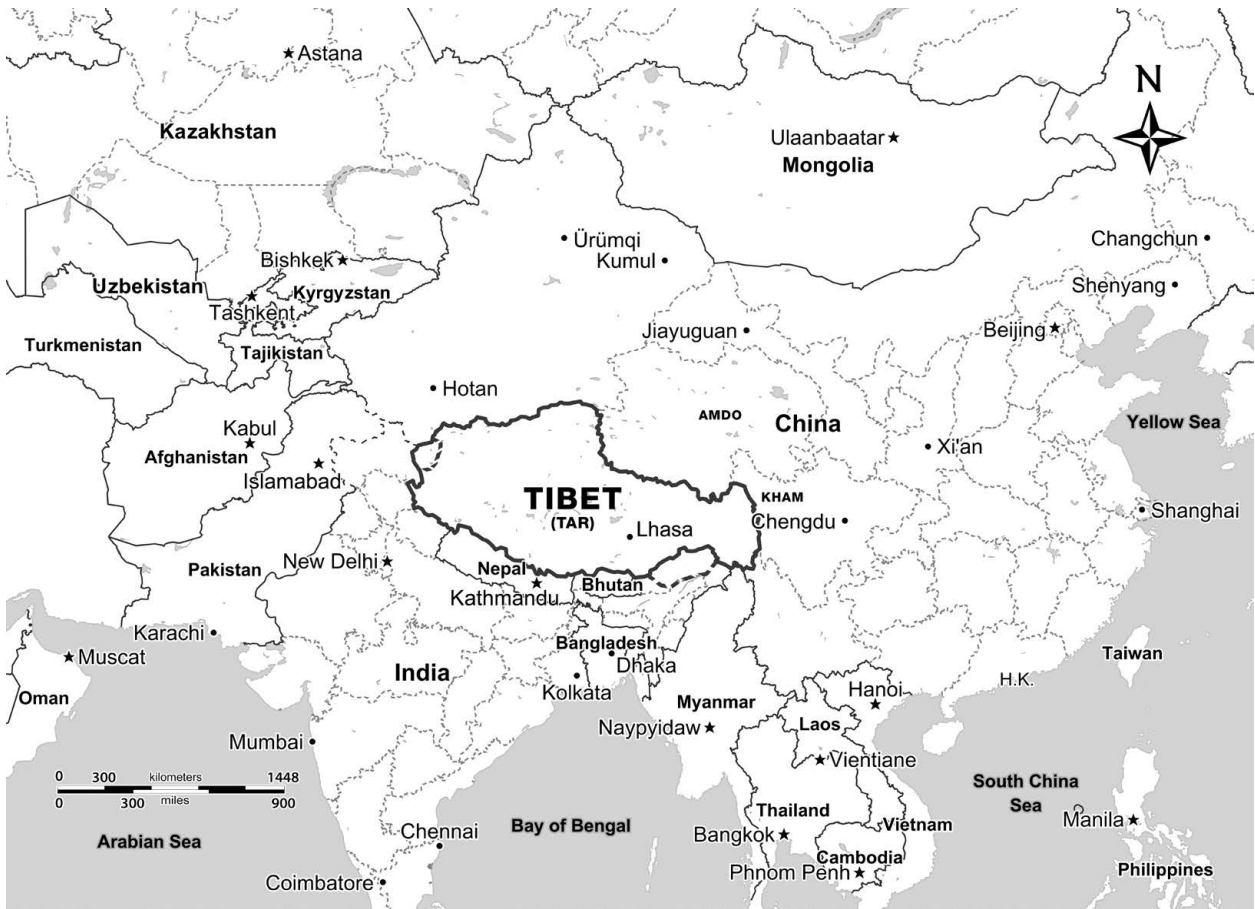 Astana
N
Kazakhstan
Ulaanbaatar
Mongolia
Ürümqi
Changchun
Kumul
Bishkek
Uzbekistan
Kyrgyzstan
Shenyang
Tashkent
Jiayuguan
Beijing
Turkmenistan
Tajikistan
Hotan
AMDO
China
Yellow Sea
Kabul
Afghanistan
Xi'an
Islamabad
TIBET
(TAR)
KHAM
Chengdu
Shanghai
Lhasa
New Delhi
Pakistan
Nepal
Bhutan
Kathmandu
Karachi
Bangladesh
Taiwan
Muscat
Dhaka
India
H.K.
Oman
Kolkata
Hanoi
Myanmar
Laos
Naypyidaw
Mumbai
Vientiane
0 300 kilometers 1448
0 300 miles 900
South China
Sea
Thailand
Manila
Bay of Bengal
Vietnam
Chennai
Bangkok
Arabian Sea
Cambodia
Phnom Penh
Philippines
Coimbatore